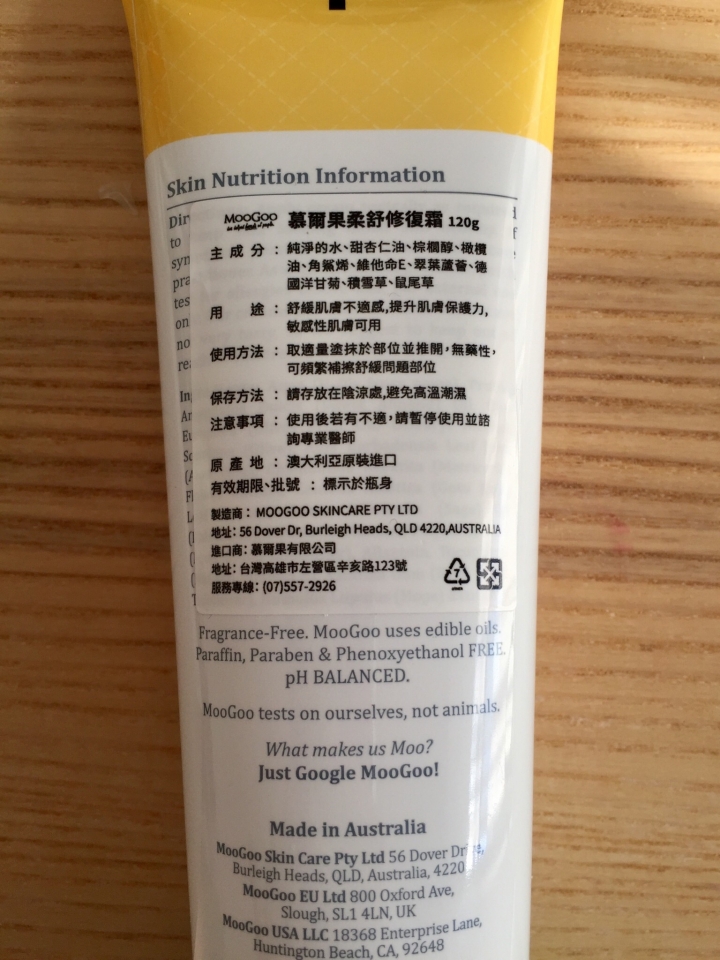 Skin Nutrition Information
MooGoo 慕爾果柔舒修復霜 120g
主成分：純淨的水、甜杏仁油、棕櫚醇、橄欖
油、角鯊烯、維他命E、翠葉蘆薈、德
國洋甘菊、積雪草、鼠尾草
用途：舒緩肌膚不適感,提升肌膚保護力,
敏感性肌膚可用
使用方法：取適量塗抹於部位並推開,無藥性,
可頻繁補擦舒緩問題部位
保存方法：請存放在陰涼處,避免高溫潮濕
注意事項：使用後若有不適,請暫停使用並諮
詢專業醫師
原產地：澳大利亞原裝進口
有效期限、批號：標示於瓶身
製造商: MOOGOO SKINCARE PTY LTD
地址: 56 Dover Dr, Burleigh Heads, QLD 4220,AUSTRALIA
進口商: 慕爾果有限公司
地址: 台灣高雄市左營區辛亥路123號
服務專線: (07)557-2926
7
Fragrance-Free. MooGoo uses edible oils.
Paraffin, Paraben & Phenoxyethanol FREE.
pH BALANCED.
MooGoo tests on ourselves, not animals.
What makes us Moo?
Just Google MooGoo!
Made in Australia
MooGoo Skin Care Pty Ltd 56 Dover Drive,
Burleigh Heads, QLD, Australia, 4220
MooGoo EU Ltd 800 Oxford Ave,
Slough, SL1 4LN, UK
MooGoo USA LLC 18368 Enterprise Lane,
Huntington Beach, CA, 92648